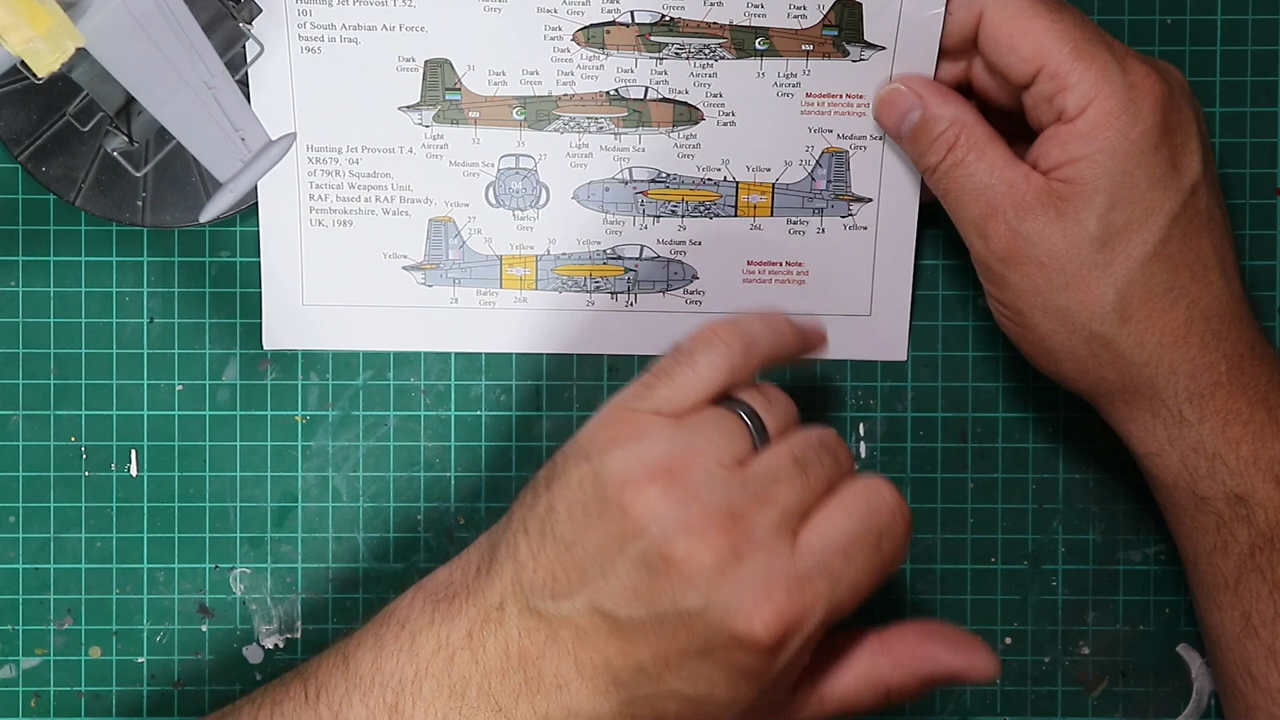 Hunting Jet Provost T.52,
101
of South Arabian Air Force,
based in Iraq,
1965.
Aircraft
Grey
Black
Dark
Earth
Aircraft
Grey
Earth
Dark
Green
Dark
Earth
31
Light
Aircraft
Grey
35
Light
Aircraft
Grey
32
Dark
Green
31
Dark
Earth
Dark
Green
Dark
Earth
Dark
Green
Dark
Earth
Black
Dark
Green
Dark
Earth
Modellers Note:
Use kit stencils and
standard markings.
Light
Aircraft
Grey
32
35
Light
Aircraft
Grey
Medium Sea
Grey
Hunting Jet Provost T.4,
XR679, '04'
of 79(R) Squadron,
Tactical Weapons Unit,
RAF, based at RAF Brawdy,
Pembrokeshire, Wales,
UK, 1989.
Medium Sea
Grey
27
Barley
Grey
Yellow
30
30
23L
27
Yellow
Medium Sea
Grey
24
29
26L
Barley
Grey
28
Yellow
Yellow
27
23R
30
Yellow
30
Yellow
Medium Sea
Grey
Yellow
28
Barley
Grey
26R
29
24
Barley
Grey
Modellers Note:
Use kit stencils and
standard markings.